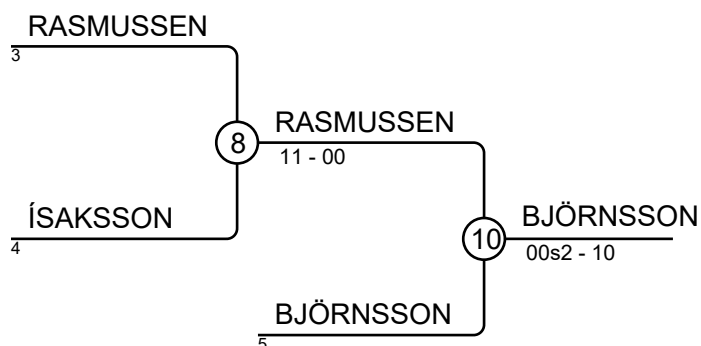 RASMUSSEN
3
8
RASMUSSEN
11 - 00
ÍSAKSSON
4
10
BJÖRNSSON
00s2 - 10
BJÖRNSSON
5